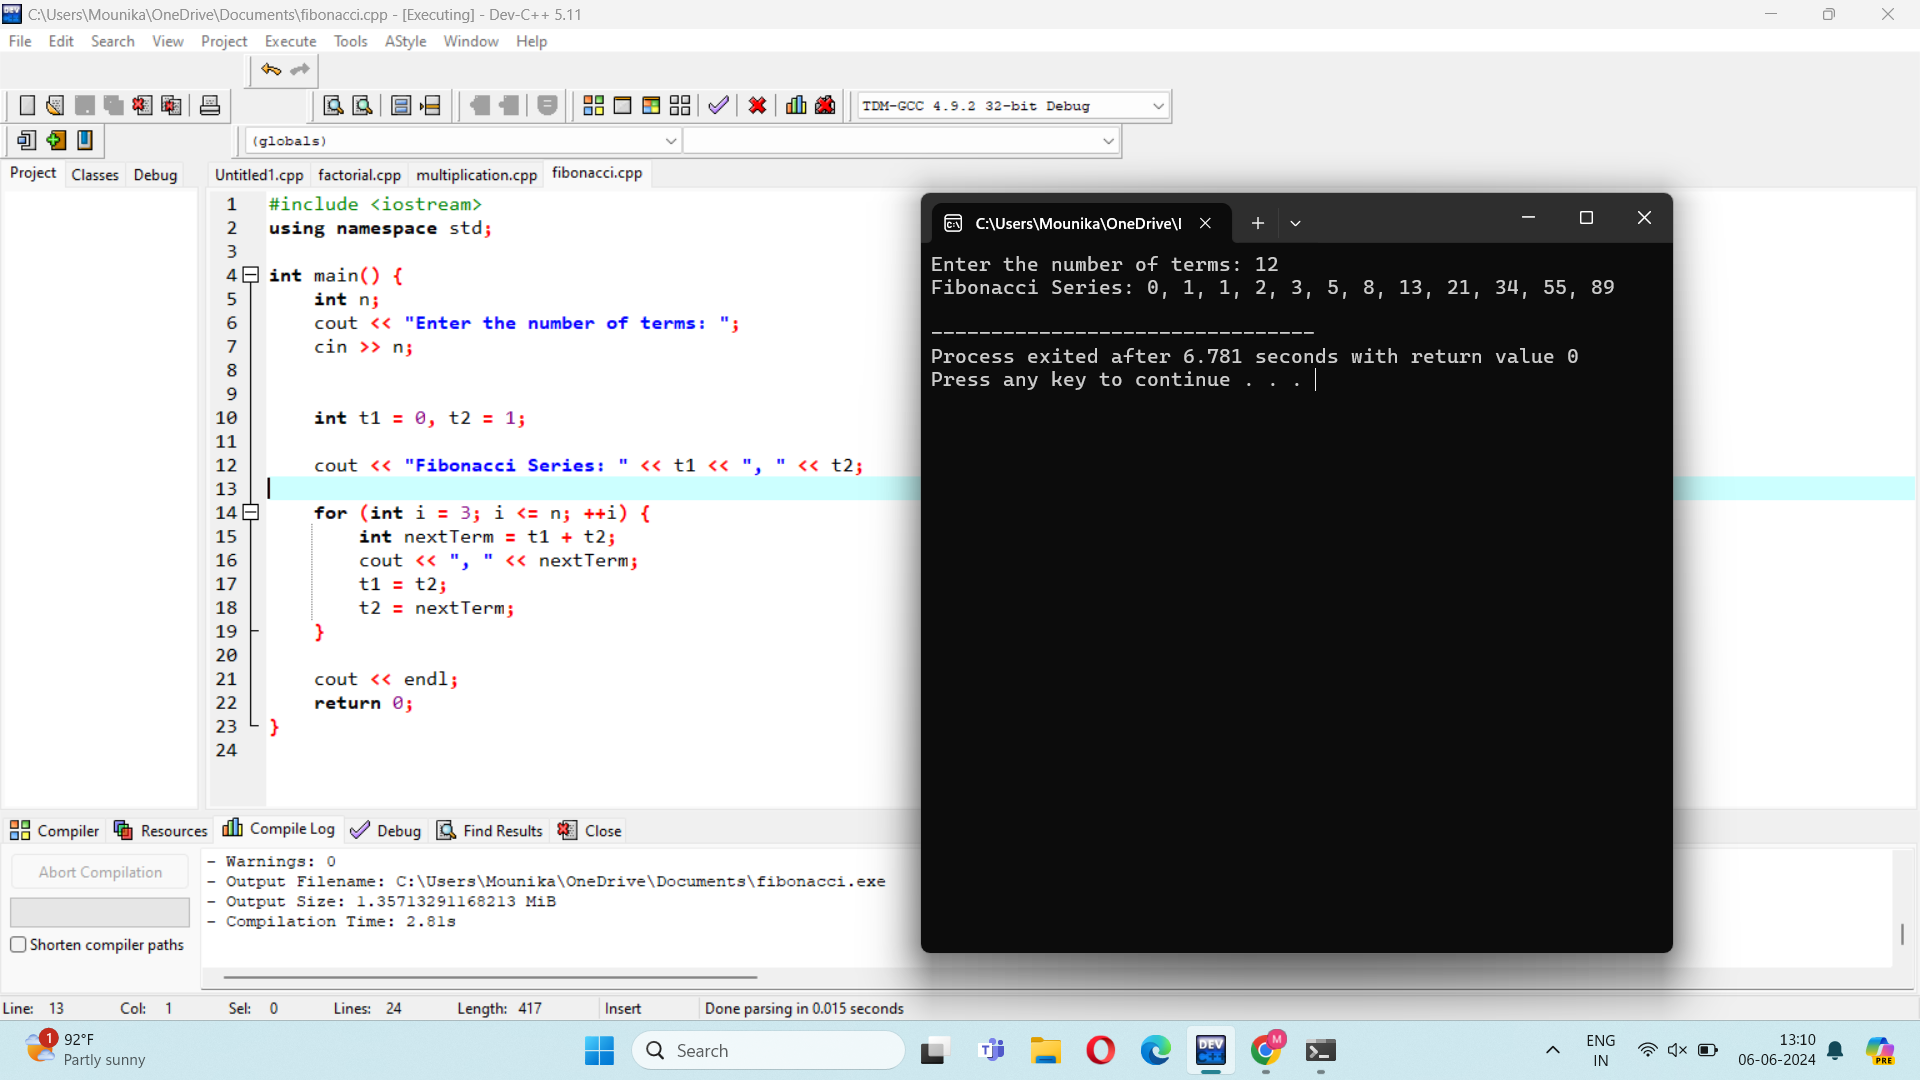 C:\Users\Mounika\OneDrive\Documents\fibonacci.cpp - [Executing] - Dev-C++ 5.11
File Edit Search View Project Execute Tools AStyle Window Help
TDM-GCC 4.9.2 32-bit Debug
(globals)
Project Classes Debug
Untitled1.cpp factorial.cpp multiplication.cpp fibonacci.cpp
1 #include <iostream>
2 using namespace std;
3
4 int main() {
5 int n;
6 cout << "Enter the number of terms: ";
7 cin >> n;
8
9
10 int t1 = 0, t2 = 1;
11
12 cout << "Fibonacci Series: " << t1 << ", " << t2;
13
14 for (int i = 3; i <= n; ++i) {
15 int nextTerm = t1 + t2;
16 cout << ", " << nextTerm;
17 t1 = t2;
18 t2 = nextTerm;
19 }
20
21 cout << endl;
22 return 0;
23 }
24
C:\Users\Mounika\OneDrive\
Enter the number of terms: 12
Fibonacci Series: 0, 1, 1, 2, 3, 5, 8, 13, 21, 34, 55, 89
--------------------------------
Process exited after 6.781 seconds with return value 0
Press any key to continue . . .
Compiler Resources Compile Log Debug Find Results Close
Abort Compilation
Shorten compiler paths
- Warnings: 0
- Output Filename: C:\Users\Mounika\OneDrive\Documents\fibonacci.exe
- Output Size: 1.35713291168213 MiB
- Compilation Time: 2.81s
Line: 13 Col: 1 Sel: 0 Lines: 24 Length: 417 Insert Done parsing in 0.015 seconds
1
92°F
Partly sunny
Search
DEV C++
M
ENG
IN
13:10
06-06-2024
PRE